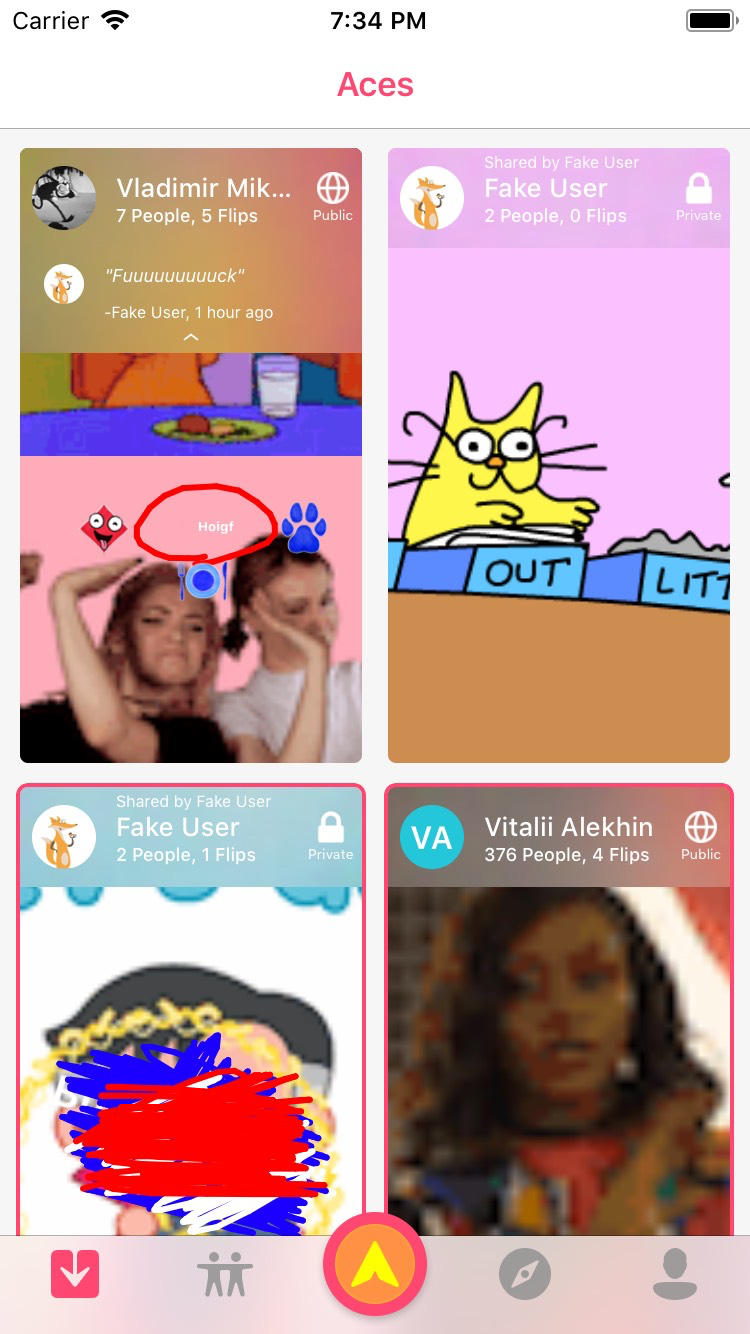 Carrier 7:34 PM
Aces
Vladimir Mik...
7 People, 5 Flips
Public
"Fuuuuuuuuuck"
-Fake User, 1 hour ago
Hoigf
Shared by Fake User
Fake User
2 People, 0 Flips
Private
OUT
LITT
Shared by Fake User
Fake User
2 People, 1 Flips
Private
VA
Vitalii Alekhin
376 People, 4 Flips
Public